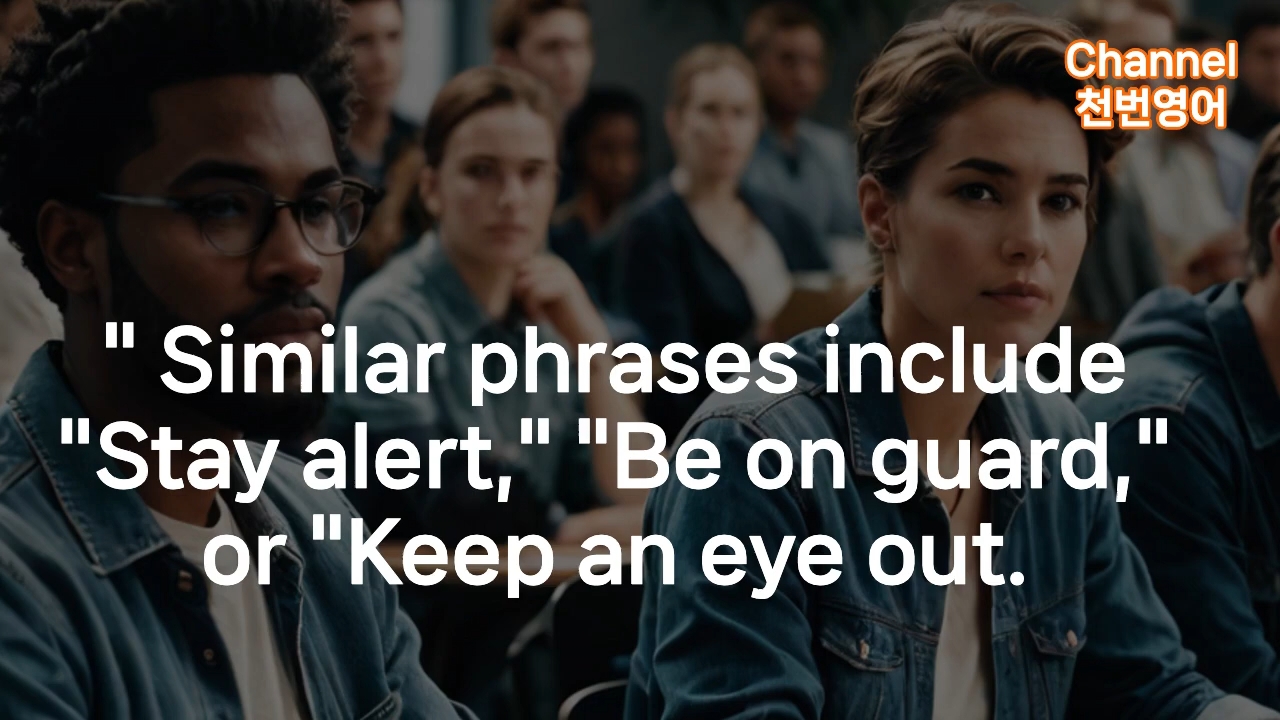 Channel
천번영어
" Similar phrases include
"Stay alert," "Be on guard,"
or "Keep an eye out.